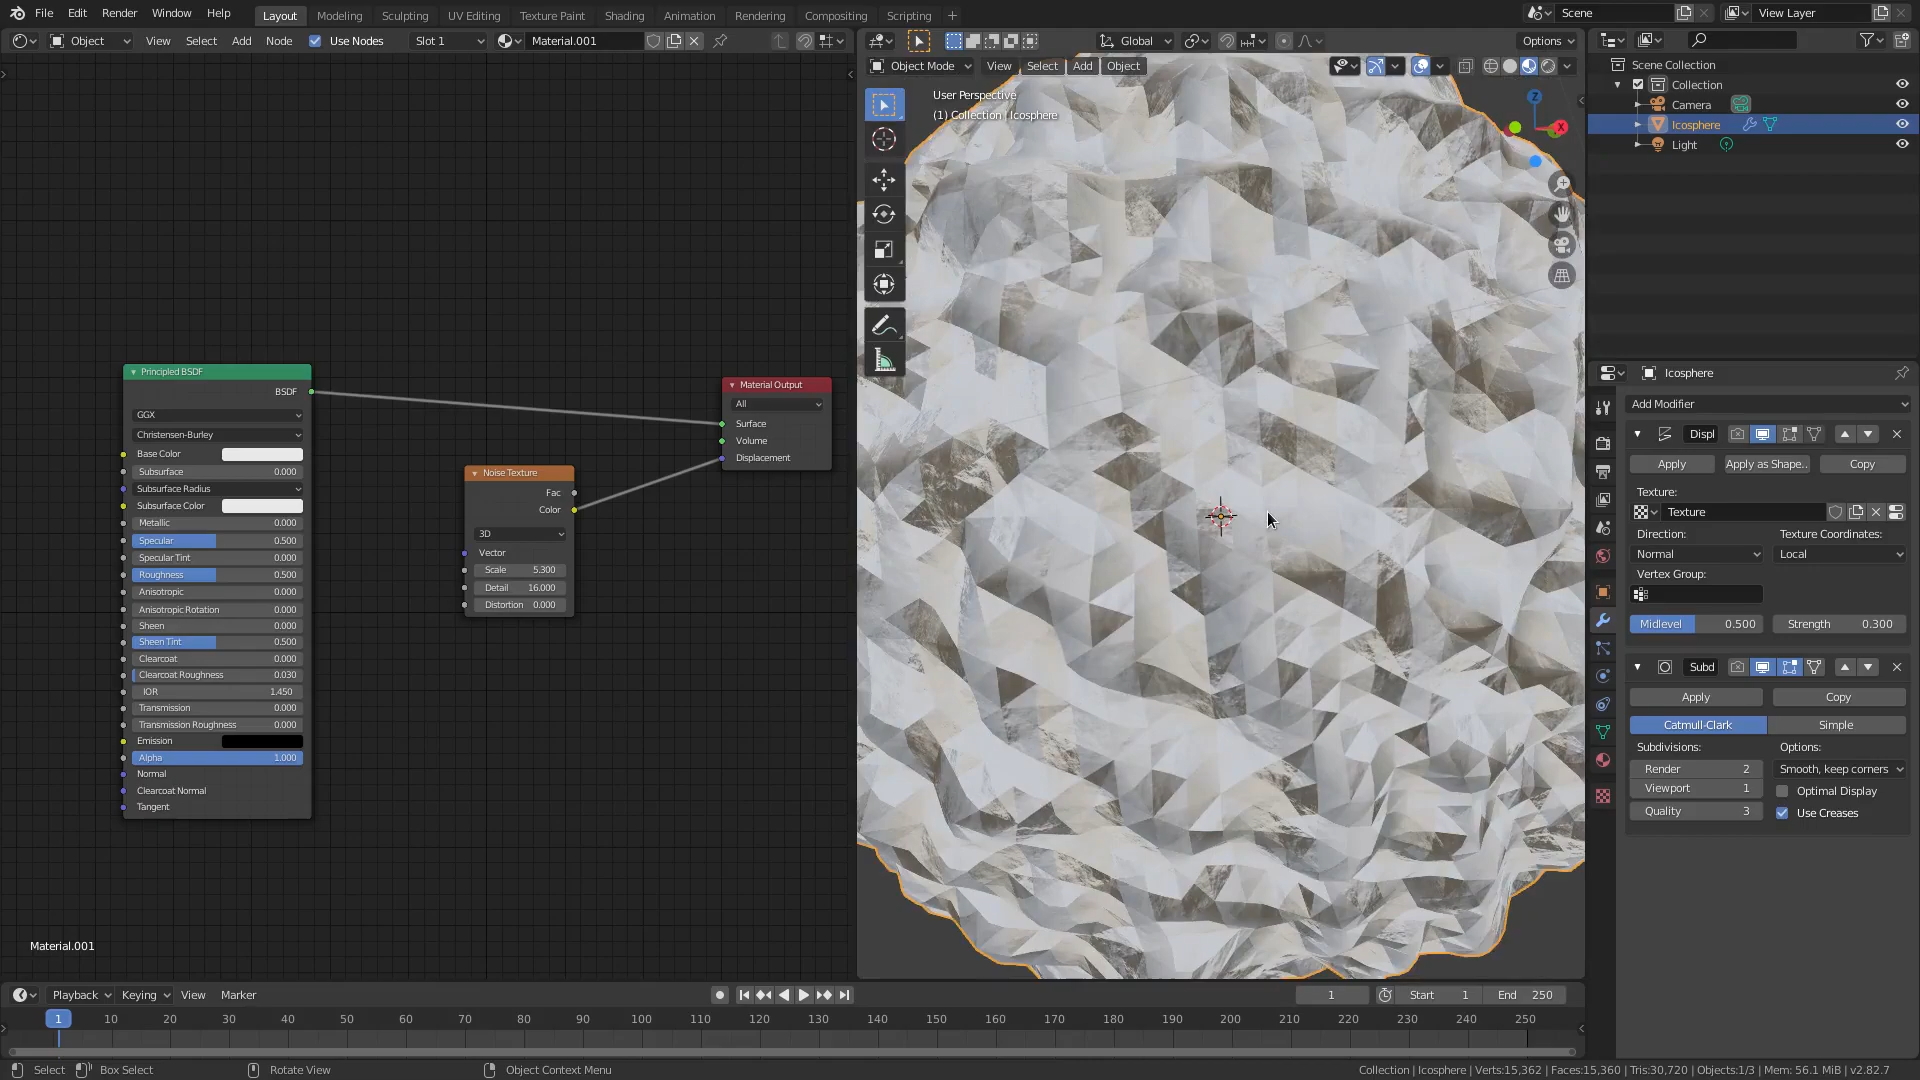 File Edit Render Window Help Layout Modeling Sculpting UV Editing Texture Paint Shading Animation Rendering Compositing Scripting + Scene View Layer
Object View Select Add Node Use Nodes Slot 1 Material.001 Global Options
Object Mode View Select Add Object
User Perspective
(1) Collection | Icosphere
Z
X
Scene Collection
Collection
Camera
Icosphere
Light
Principled BSDF
BSDF
GGX
Christensen-Burley
Base Color
Subsurface 0.000
Subsurface Radius
Subsurface Color
Metallic 0.000
Specular 0.500
Specular Tint 0.000
Roughness 0.500
Anisotropic 0.000
Anisotropic Rotation 0.000
Sheen 0.000
Sheen Tint 0.500
Clearcoat 0.000
Clearcoat Roughness 0.030
IOR 1.450
Transmission 0.000
Transmission Roughness 0.000
Emission
Alpha 1.000
Normal
Clearcoat Normal
Tangent
Noise Texture
Fac
Color
3D
Vector
Scale 5.300
Detail 16.000
Distortion 0.000
Material Output
All
Surface
Volume
Displacement
Material.001
Icosphere
Add Modifier
Displ
Apply Apply as Shape.. Copy
Texture:
Texture
Direction: Texture Coordinates:
Normal Local
Vertex Group:
Midlevel 0.500 Strength 0.300
Subd
Apply Copy
Catmull-Clark Simple
Subdivisions: Options:
Render 2 Smooth, keep corners
Viewport 1 Optimal Display
Quality 3 Use Creases
Playback Keying View Marker 1 Start 1 End 250
1 10 20 30 40 50 60 70 80 90 100 110 120 130 140 150 160 170 180 190 200 210 220 230 240 250
Select Box Select Rotate View Object Context Menu Collection | Icosphere | Verts:15,362 | Faces:15,360 | Tris:30,720 | Objects:1/3 | Mem: 56.1 MiB | v2.82.7